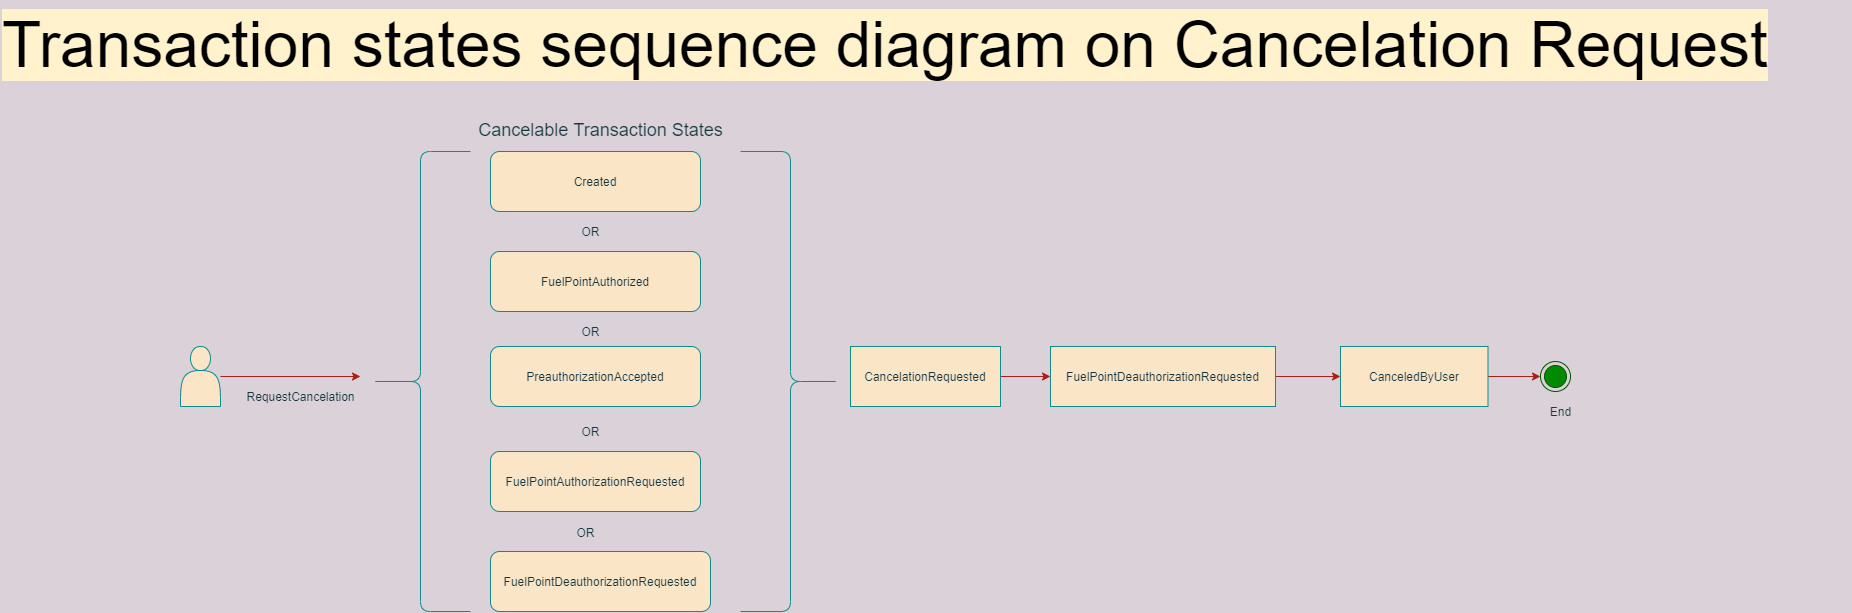 Transaction states sequence diagram on Cancelation Request
Cancelable Transaction States
Created
OR
FuelPointAuthorized
OR
PreauthorizationAccepted
OR
FuelPointAuthorizationRequested
OR
FuelPointDeauthorizationRequested
RequestCancelation
CancelationRequested
FuelPointDeauthorizationRequested
CanceledByUser
End